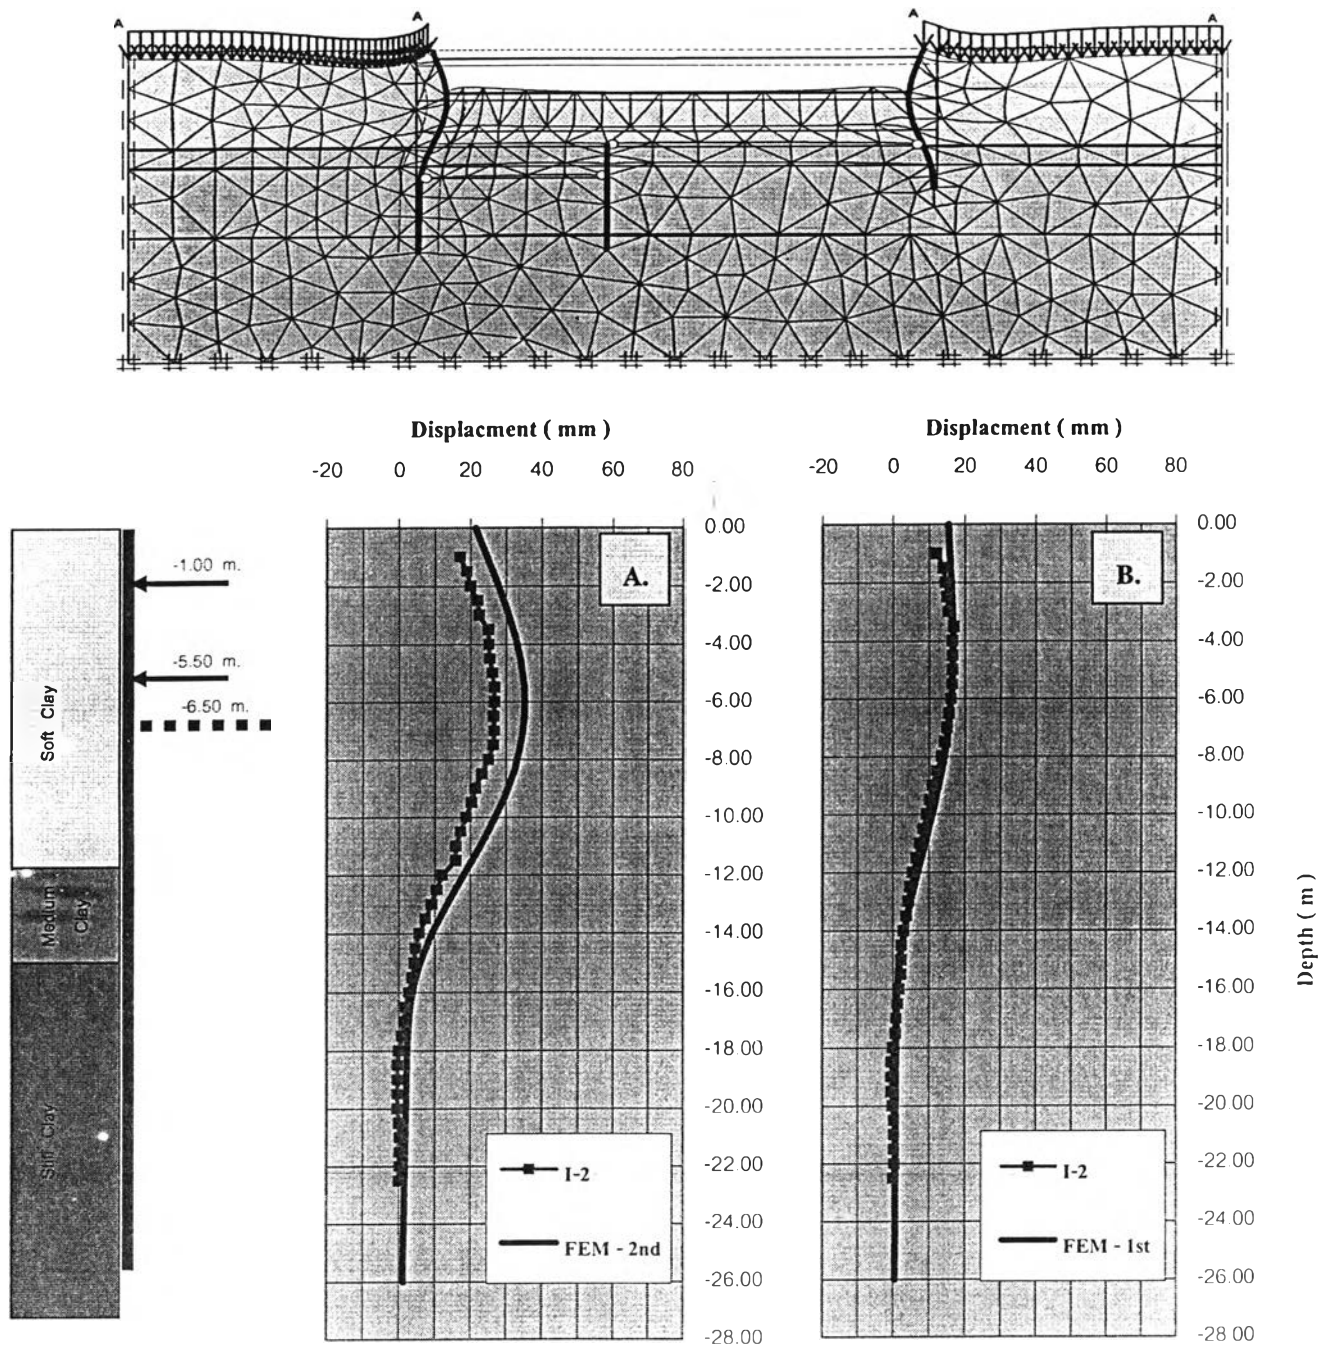 A
A
A
A
Displacment ( mm )
Displacment ( mm )
-20 0 20 40 60 80
-20 0 20 40 60 80
-1.00 m.
-5.50 m.
-6.50 m.
Soft Clay
Medium Clay
Stiff Clay
A.
0.00
-2.00
-4.00
-6.00
-8.00
-10.00
-12.00
-14.00
-16.00
-18.00
-20.00
-22.00
-24.00
-26.00
-28.00
I-2
FEM - 2nd
B.
0.00
-2.00
-4.00
-6.00
-8.00
-10.00
-12.00
-14.00
-16.00
-18.00
-20 00
-22.00
-24.00
-26.00
-28 00
I-2
FEM - 1st
Depth ( m )